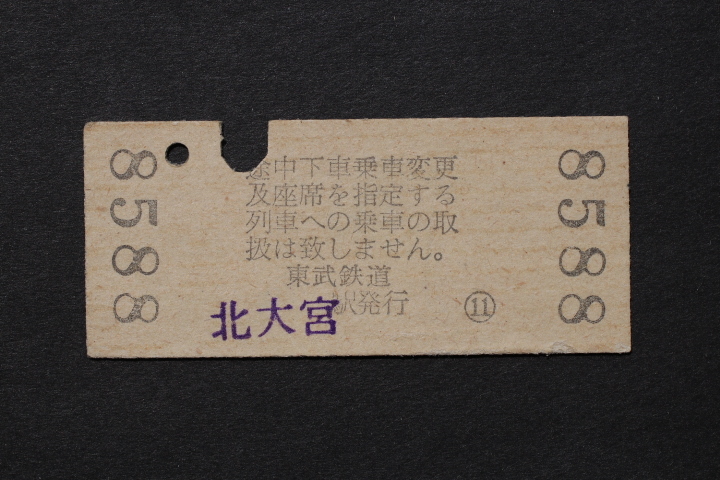 8588
途中下車乗車変更
及座席を指定する
列車への乗車の取
扱は致しません。
東武鉄道
北大宮駅発行 ⑪
8588